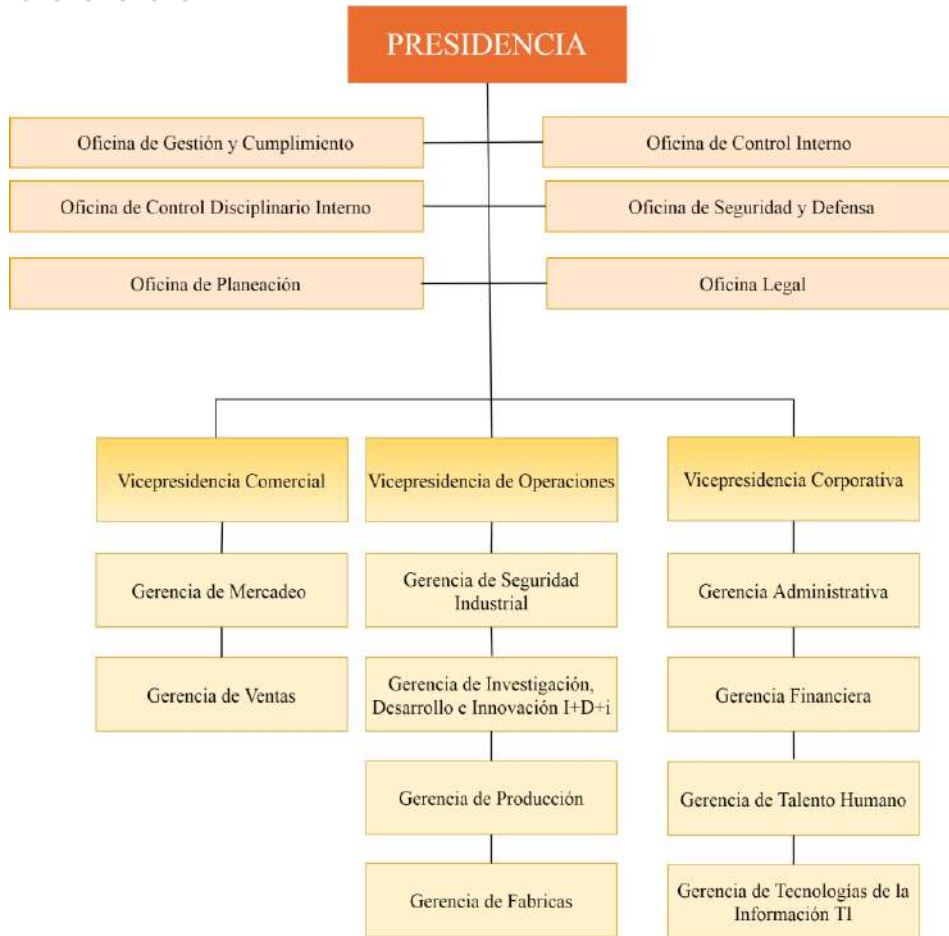 PRESIDENCIA
Oficina de Gestión y Cumplimiento
Oficina de Control Interno
Oficina de Control Disciplinario Interno
Oficina de Seguridad y Defensa
Oficina de Planeación
Oficina Legal
Vicepresidencia Comercial
Vicepresidencia de Operaciones
Vicepresidencia Corporativa
Gerencia de Mercadeo
Gerencia de Seguridad
Industrial
Gerencia Administrativa
Gerencia de Ventas
Gerencia de Investigación,
Desarrollo e Innovación I+D+i
Gerencia Financiera
Gerencia de Producción
Gerencia de Talento Humano
Gerencia de Fabricas
Gerencia de Tecnologías de la
Información TI